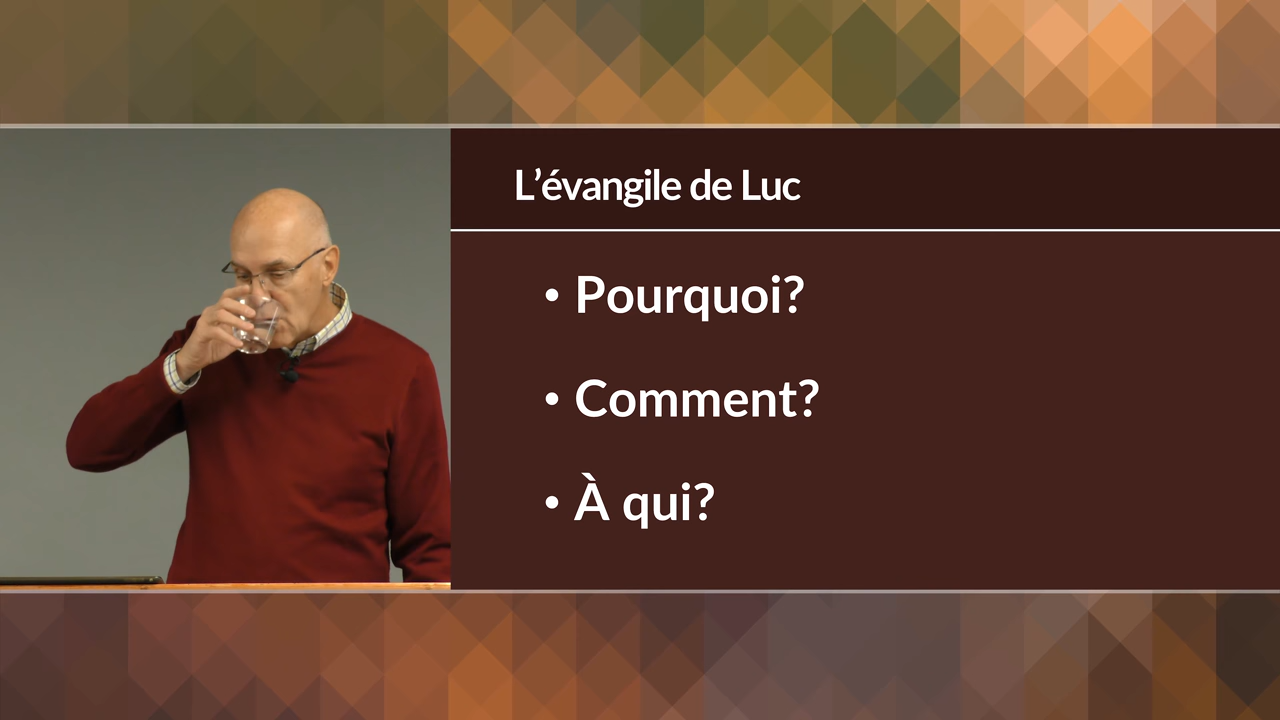 L’évangile de Luc
• Pourquoi?
• Comment?
• À qui?